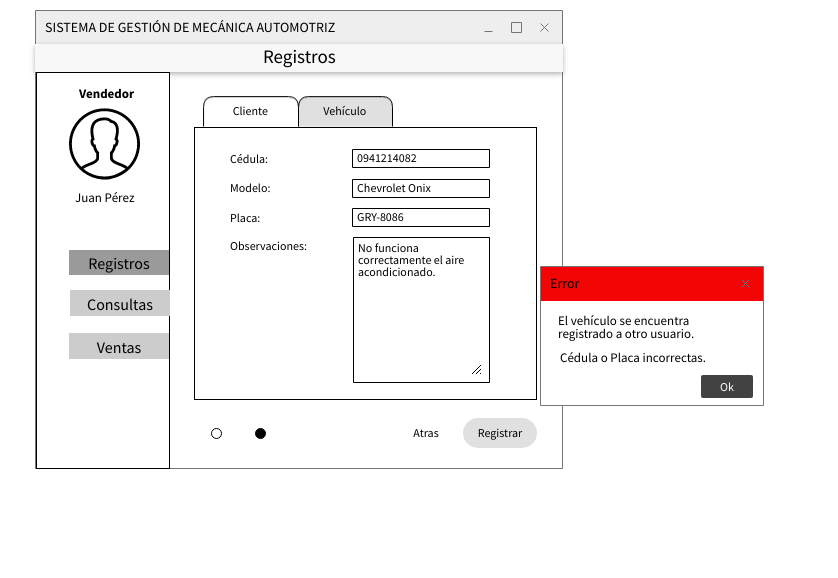 SISTEMA DE GESTIÓN DE MECÁNICA AUTOMOTRIZ
Registros
Vendedor
Juan Pérez
Registros
Consultas
Ventas
Cliente
Vehículo
Cédula:
0941214082
Modelo:
Chevrolet Onix
Placa:
GRY-8086
Observaciones:
No funciona
correctamente el aire
acondicionado.
Atras
Registrar
Error
El vehículo se encuentra
registrado a otro usuario.
Cédula o Placa incorrectas.
Ok